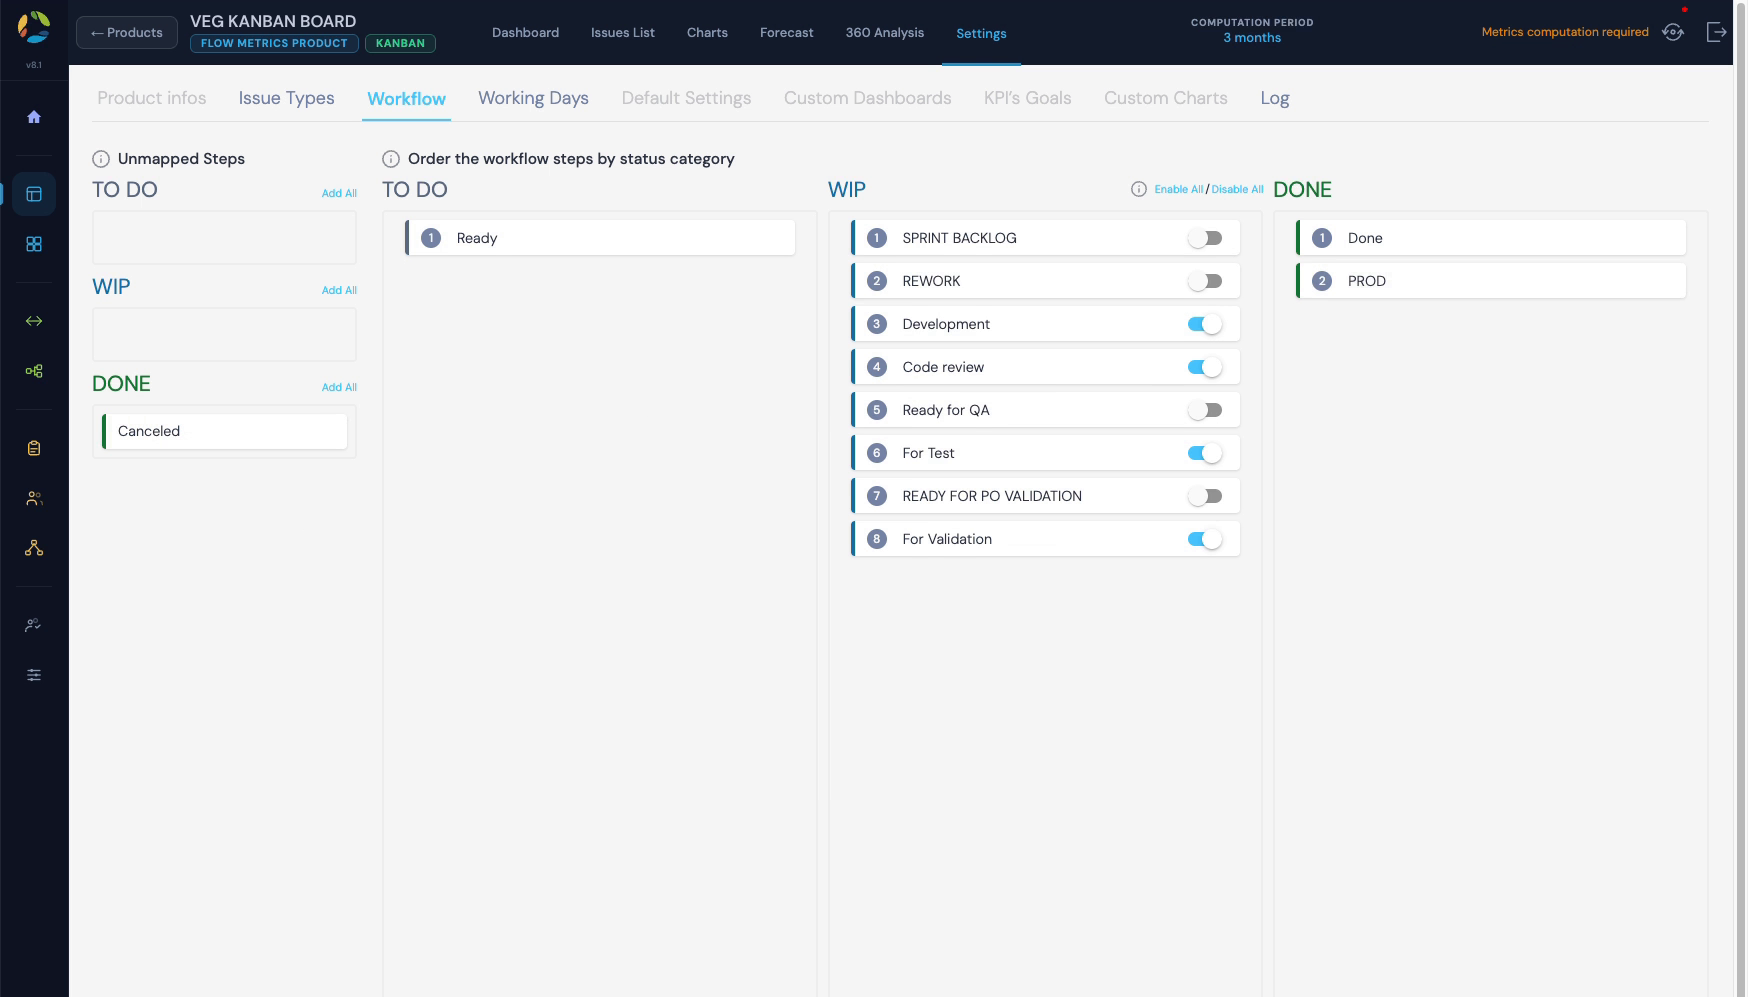 v8.1
← Products
VEG KANBAN BOARD
FLOW METRICS PRODUCT KANBAN
Dashboard Issues List Charts Forecast 360 Analysis Settings
COMPUTATION PERIOD
3 months
Metrics computation required
Product infos Issue Types Workflow Working Days Default Settings Custom Dashboards KPI's Goals Custom Charts Log
Unmapped Steps
TO DO Add All
WIP Add All
DONE Add All
Canceled
Order the workflow steps by status category
TO DO
1 Ready
WIP Enable All / Disable All
1 SPRINT BACKLOG
2 REWORK
3 Development
4 Code review
5 Ready for QA
6 For Test
7 READY FOR PO VALIDATION
8 For Validation
DONE
1 Done
2 PROD